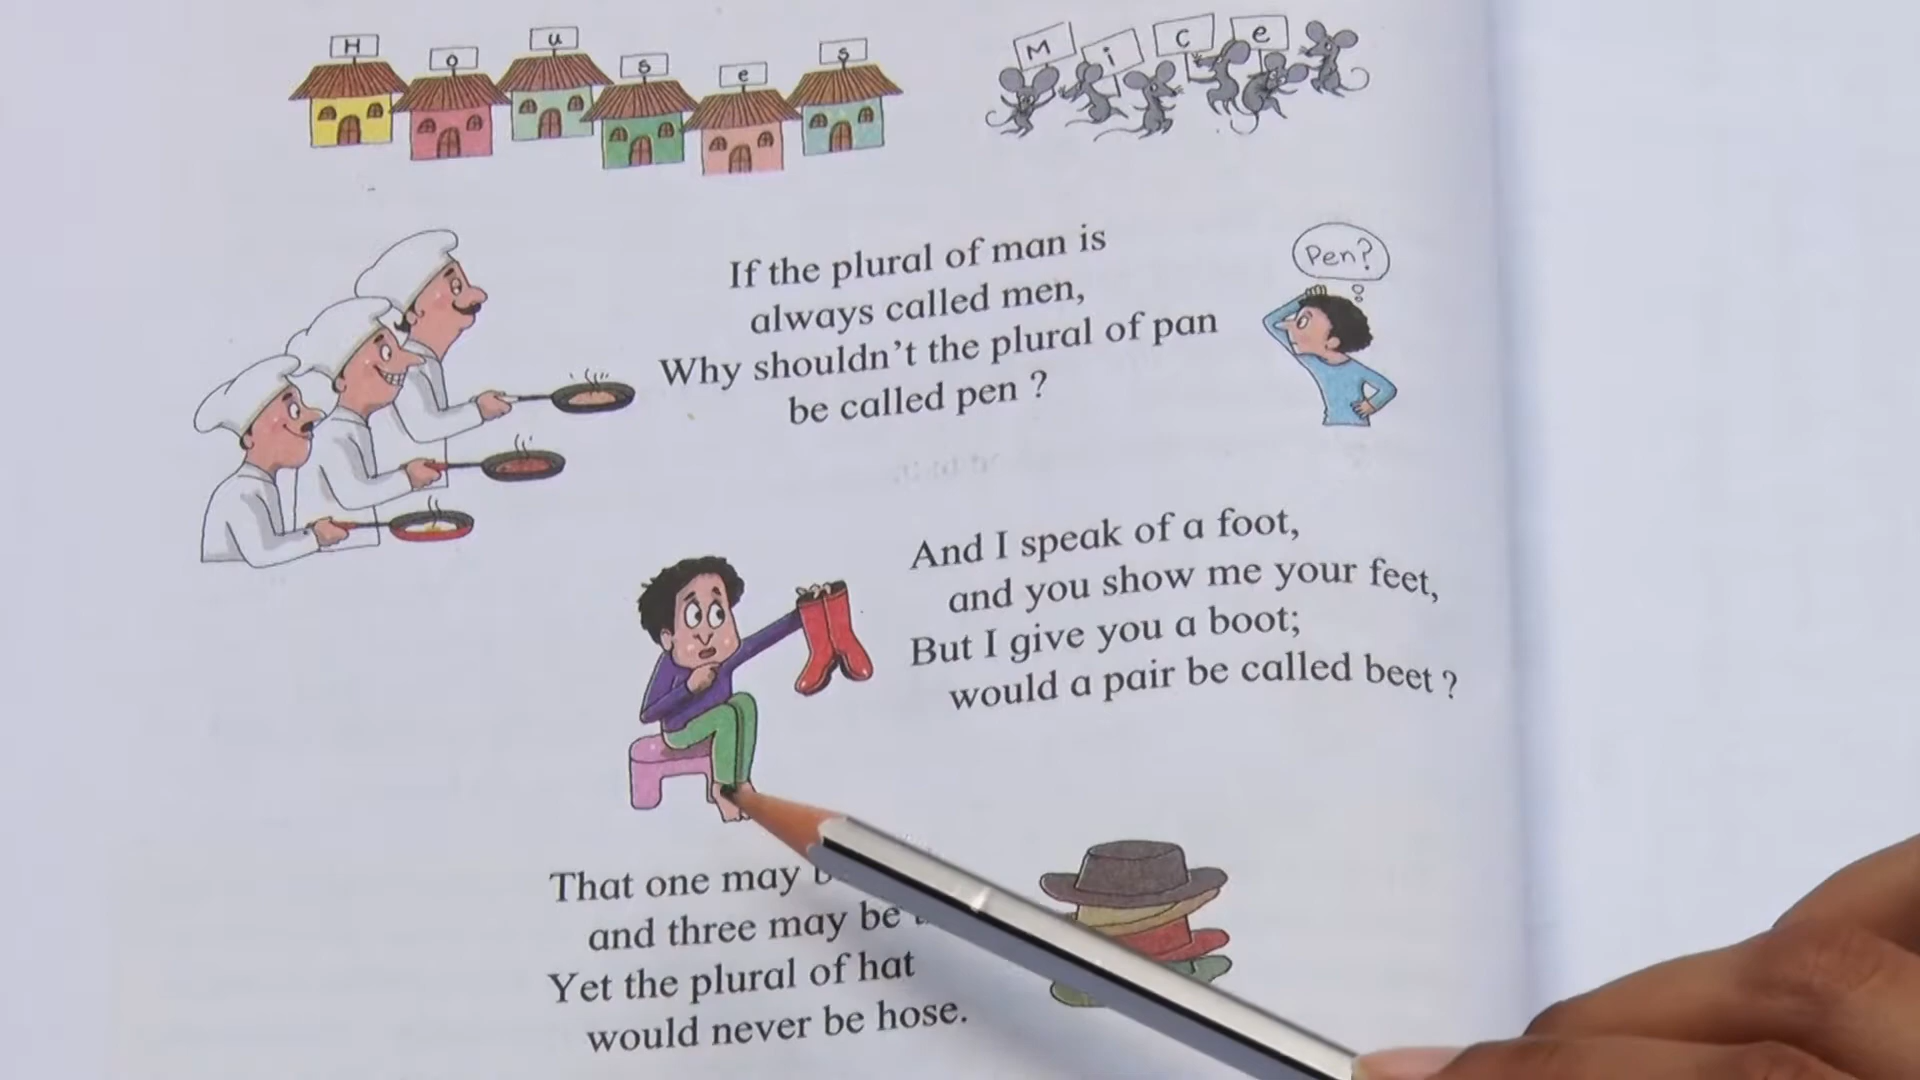 H o u s e s
M i c e
If the plural of man is
always called men,
Why shouldn't the plural of pan
be called pen ?
Pen?
And I speak of a foot,
and you show me your feet,
But I give you a boot;
would a pair be called beet ?
That one may
and three may be
Yet the plural of hat
would never be hose.